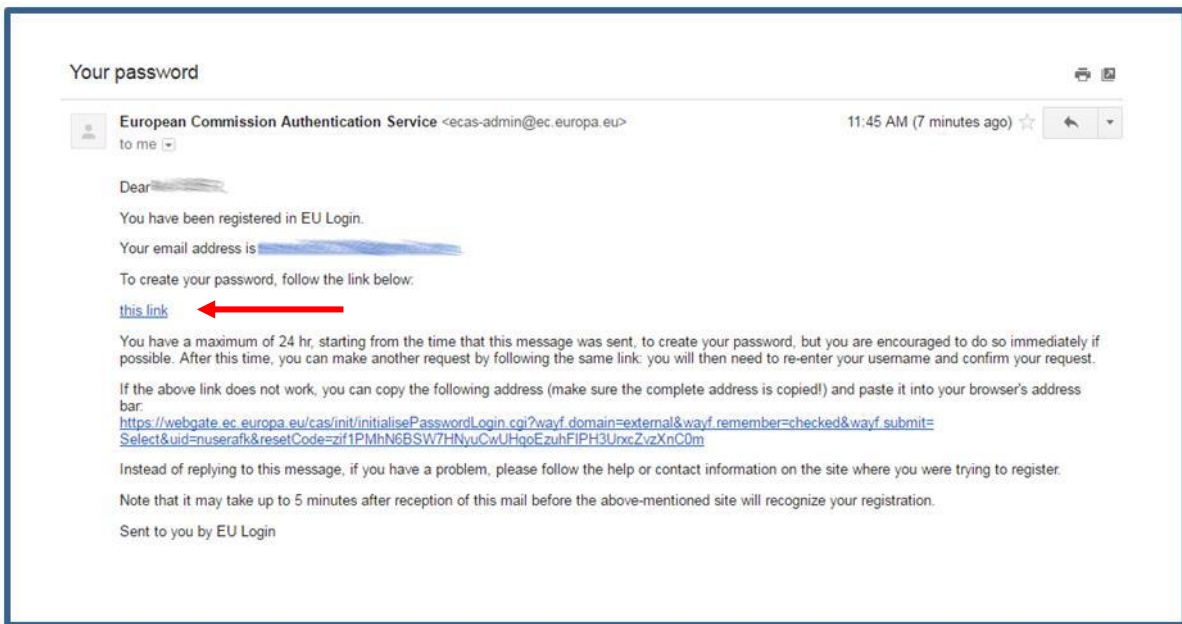 Your password
European Commission Authentication Service <ecas-admin@ec.europa.eu>
11:45 AM (7 minutes ago)
to me
Dear
You have been registered in EU Login.
Your email address is
To create your password, follow the link below:
this link
You have a maximum of 24 hr, starting from the time that this message was sent, to create your password, but you are encouraged to do so immediately if
possible. After this time, you can make another request by following the same link: you will then need to re-enter your username and confirm your request.
If the above link does not work, you can copy the following address (make sure the complete address is copied!) and paste it into your browser's address
bar:
https://webgate.ec.europa.eu/cas/init/initialisePasswordLogin.cgi?wayf.domain=external&wayf.remember=checked&wayf.submit=
Select&uid=nuserafk&resetCode=zif1PMhN6BSW7HNyuCwUHqoEzuhFIPH3UrxcZvzXnC0m
Instead of replying to this message, if you have a problem, please follow the help or contact information on the site where you were trying to register.
Note that it may take up to 5 minutes after reception of this mail before the above-mentioned site will recognize your registration.
Sent to you by EU Login